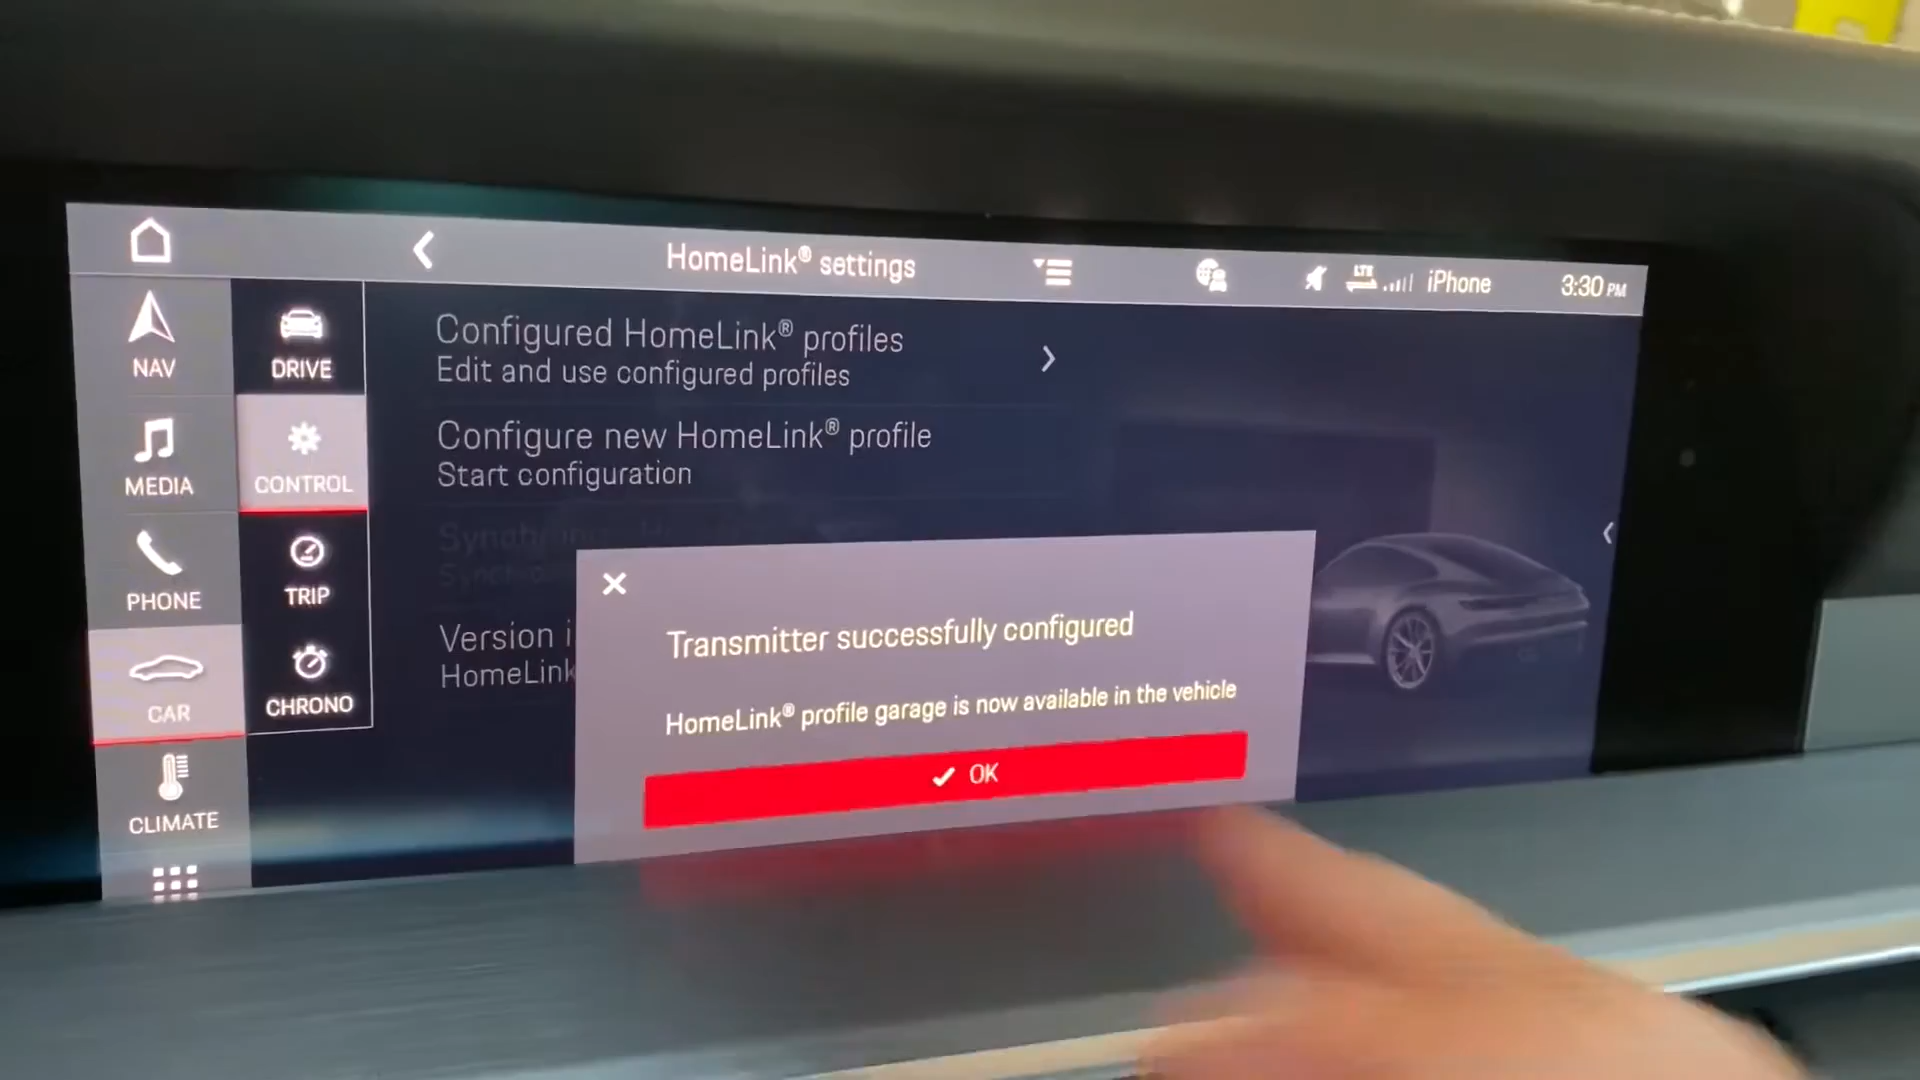 HomeLink® settings
LTE
iPhone
3:30 PM
NAV
MEDIA
PHONE
CAR
CLIMATE
DRIVE
CONTROL
TRIP
CHRONO
Configured HomeLink® profiles
Edit and use configured profiles
Configure new HomeLink® profile
Start configuration
Version
HomeLink
Transmitter successfully configured
HomeLink® profile garage is now available in the vehicle
OK